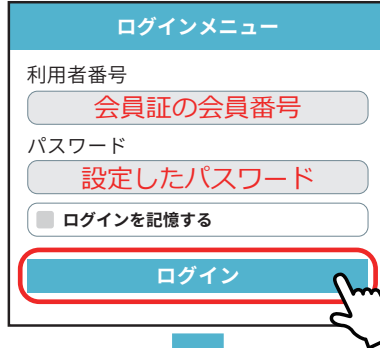 ログインメニュー
利用者番号
会員証の会員番号
パスワード
設定したパスワード
ログインを記憶する
ログイン